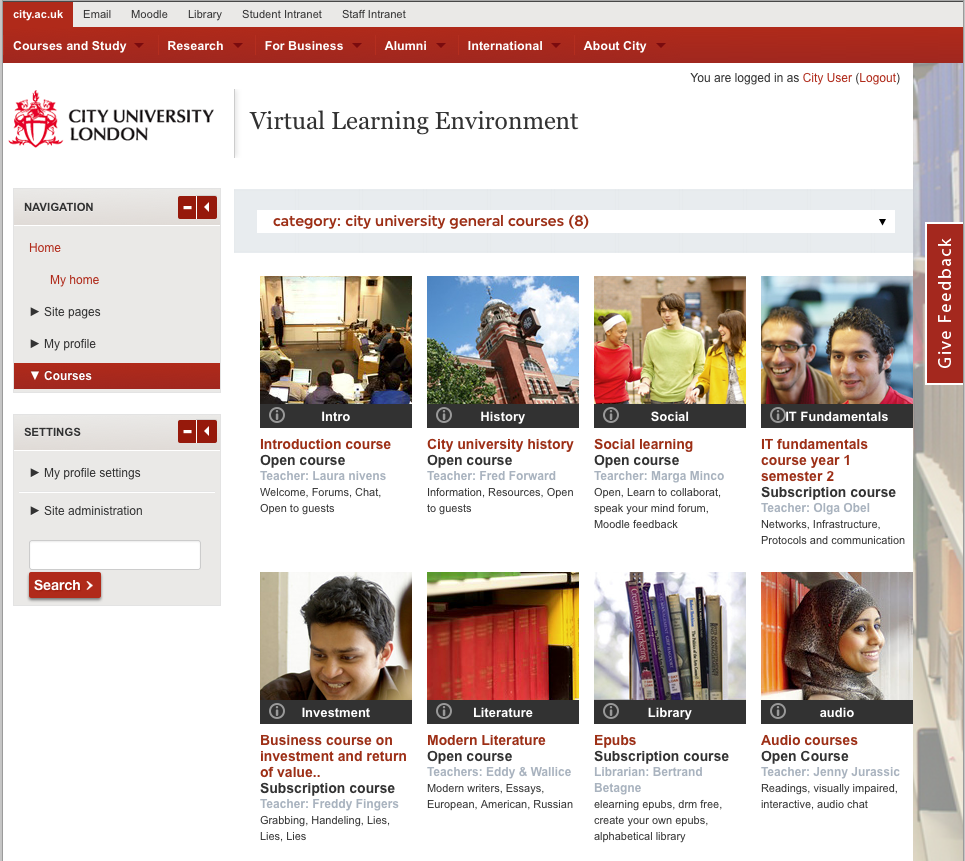 city.ac.uk Email Moodle Library Student Intranet Staff Intranet
Courses and Study Research For Business Alumni International About City
You are logged in as City User (Logout)
CITY UNIVERSITY
LONDON
Virtual Learning Environment
NAVIGATION
Home
My home
Site pages
My profile
Courses
SETTINGS
My profile settings
Site administration
Search
category: city university general courses (8)
Give Feedback
Intro
Introduction course
Open course
Teacher: Laura nivens
Welcome, Forums, Chat,
Open to guests
History
City university history
Open course
Teacher: Fred Forward
Information, Resources, Open
to guests
Social
Social learning
Open course
Tearcher: Marga Minco
Open, Learn to collaborat,
speak your mind forum,
Moodle feedback
IT Fundamentals
IT fundamentals
course year 1
semester 2
Subscription course
Teacher: Olga Obel
Networks, Infrastructure,
Protocols and communication
Investment
Business course on
investment and return
of value..
Subscription course
Teacher: Freddy Fingers
Grabbing, Handeling, Lies,
Lies, Lies
Literature
Modern Literature
Open course
Teachers: Eddy & Wallice
Modern writers, Essays,
European, American, Russian
Creative Arts Marketing
Library
Epubs
Subscription course
Librarian: Bertrand
Betagne
elearning epubs, drm free,
create your own epubs,
alphabetical library
audio
Audio courses
Open Course
Teacher: Jenny Jurassic
Readings, visually impaired,
interactive, audio chat